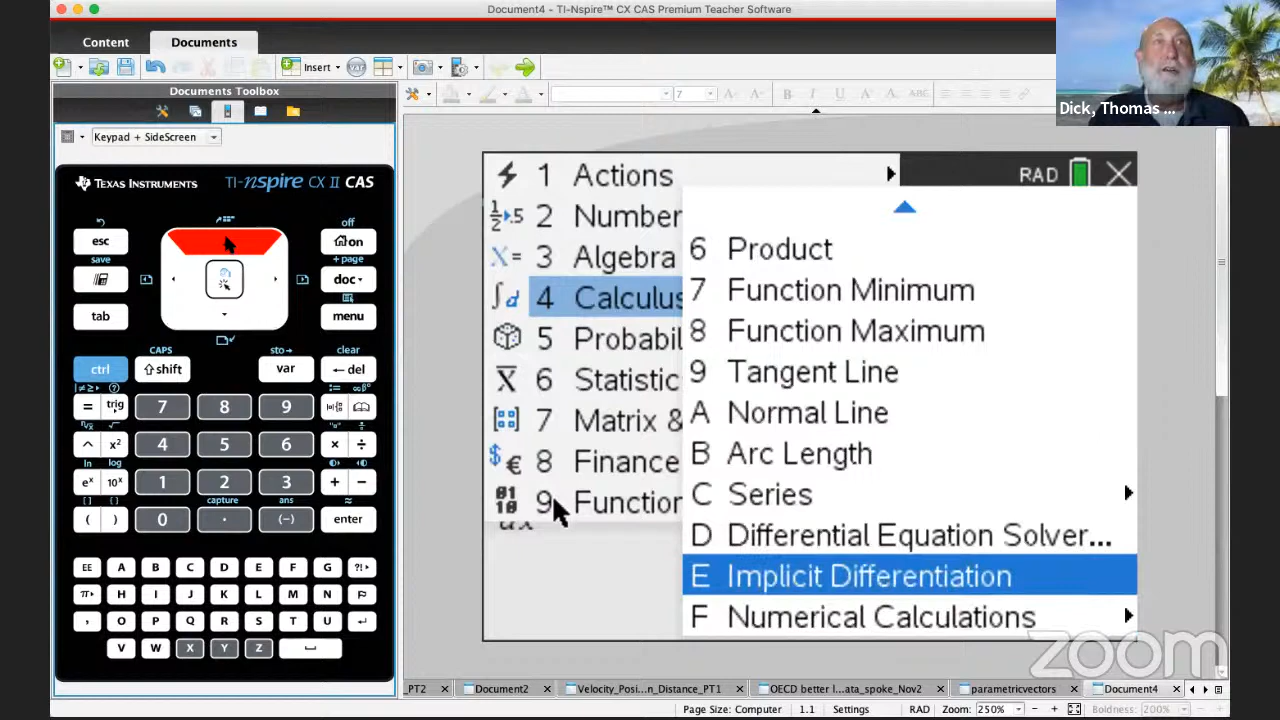 Document4 - TI-Nspire™ CX CAS Premium Teacher Software
Content Documents
Insert
Dick, Thomas ...
Documents Toolbox
7 B I U A A ABC
Keypad + SideScreen
TEXAS INSTRUMENTS TI-nspire CX II CAS
off
esc on
save + page
doc
tab menu
CAPS sto→ clear
ctrl shift var ← del
= trig 7 8 9
^ x² 4 5 6 × ÷
ln log
eˣ 10ˣ 1 2 3 + −
[ ] { } capture ans ≈
( ) 0 . (−) enter
EE A B C D E F G ?!▸
π▸ H I J K L M N
, O P Q R S T U
V W X Y Z
1 Actions
RAD
2 Number
3 Algebra
4 Calculus
5 Probabil
6 Statistic
7 Matrix &
8 Finance
9 Function
dx
6 Product
7 Function Minimum
8 Function Maximum
9 Tangent Line
A Normal Line
B Arc Length
C Series
D Differential Equation Solver...
E Implicit Differentiation
F Numerical Calculations
zoom
_PT2 Document2 Velocity_Posi...n_Distance_PT1 OECD better l...ata_spoke_Nov2 parametricvectors Document4
Page Size: Computer 1.1 Settings RAD Zoom: 250% Boldness: 200%